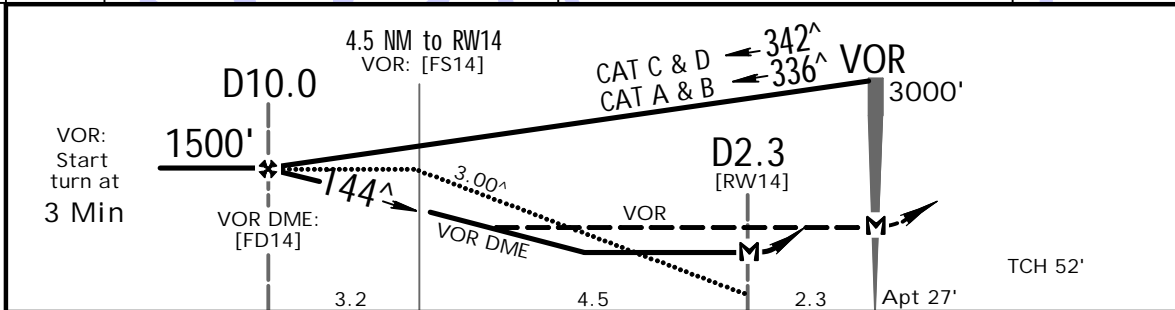 4.5 NM to RW14
VOR: [FS14]
342^
CAT C & D
336^
CAT A & B
VOR
3000'
D10.0
VOR:
Start
turn at
3 Min
1500'
D2.3
[RW14]
3.00^
144^
VOR DME:
[FD14]
VOR
VOR DME
M
M
TCH 52'
3.2
4.5
2.3
Apt 27'